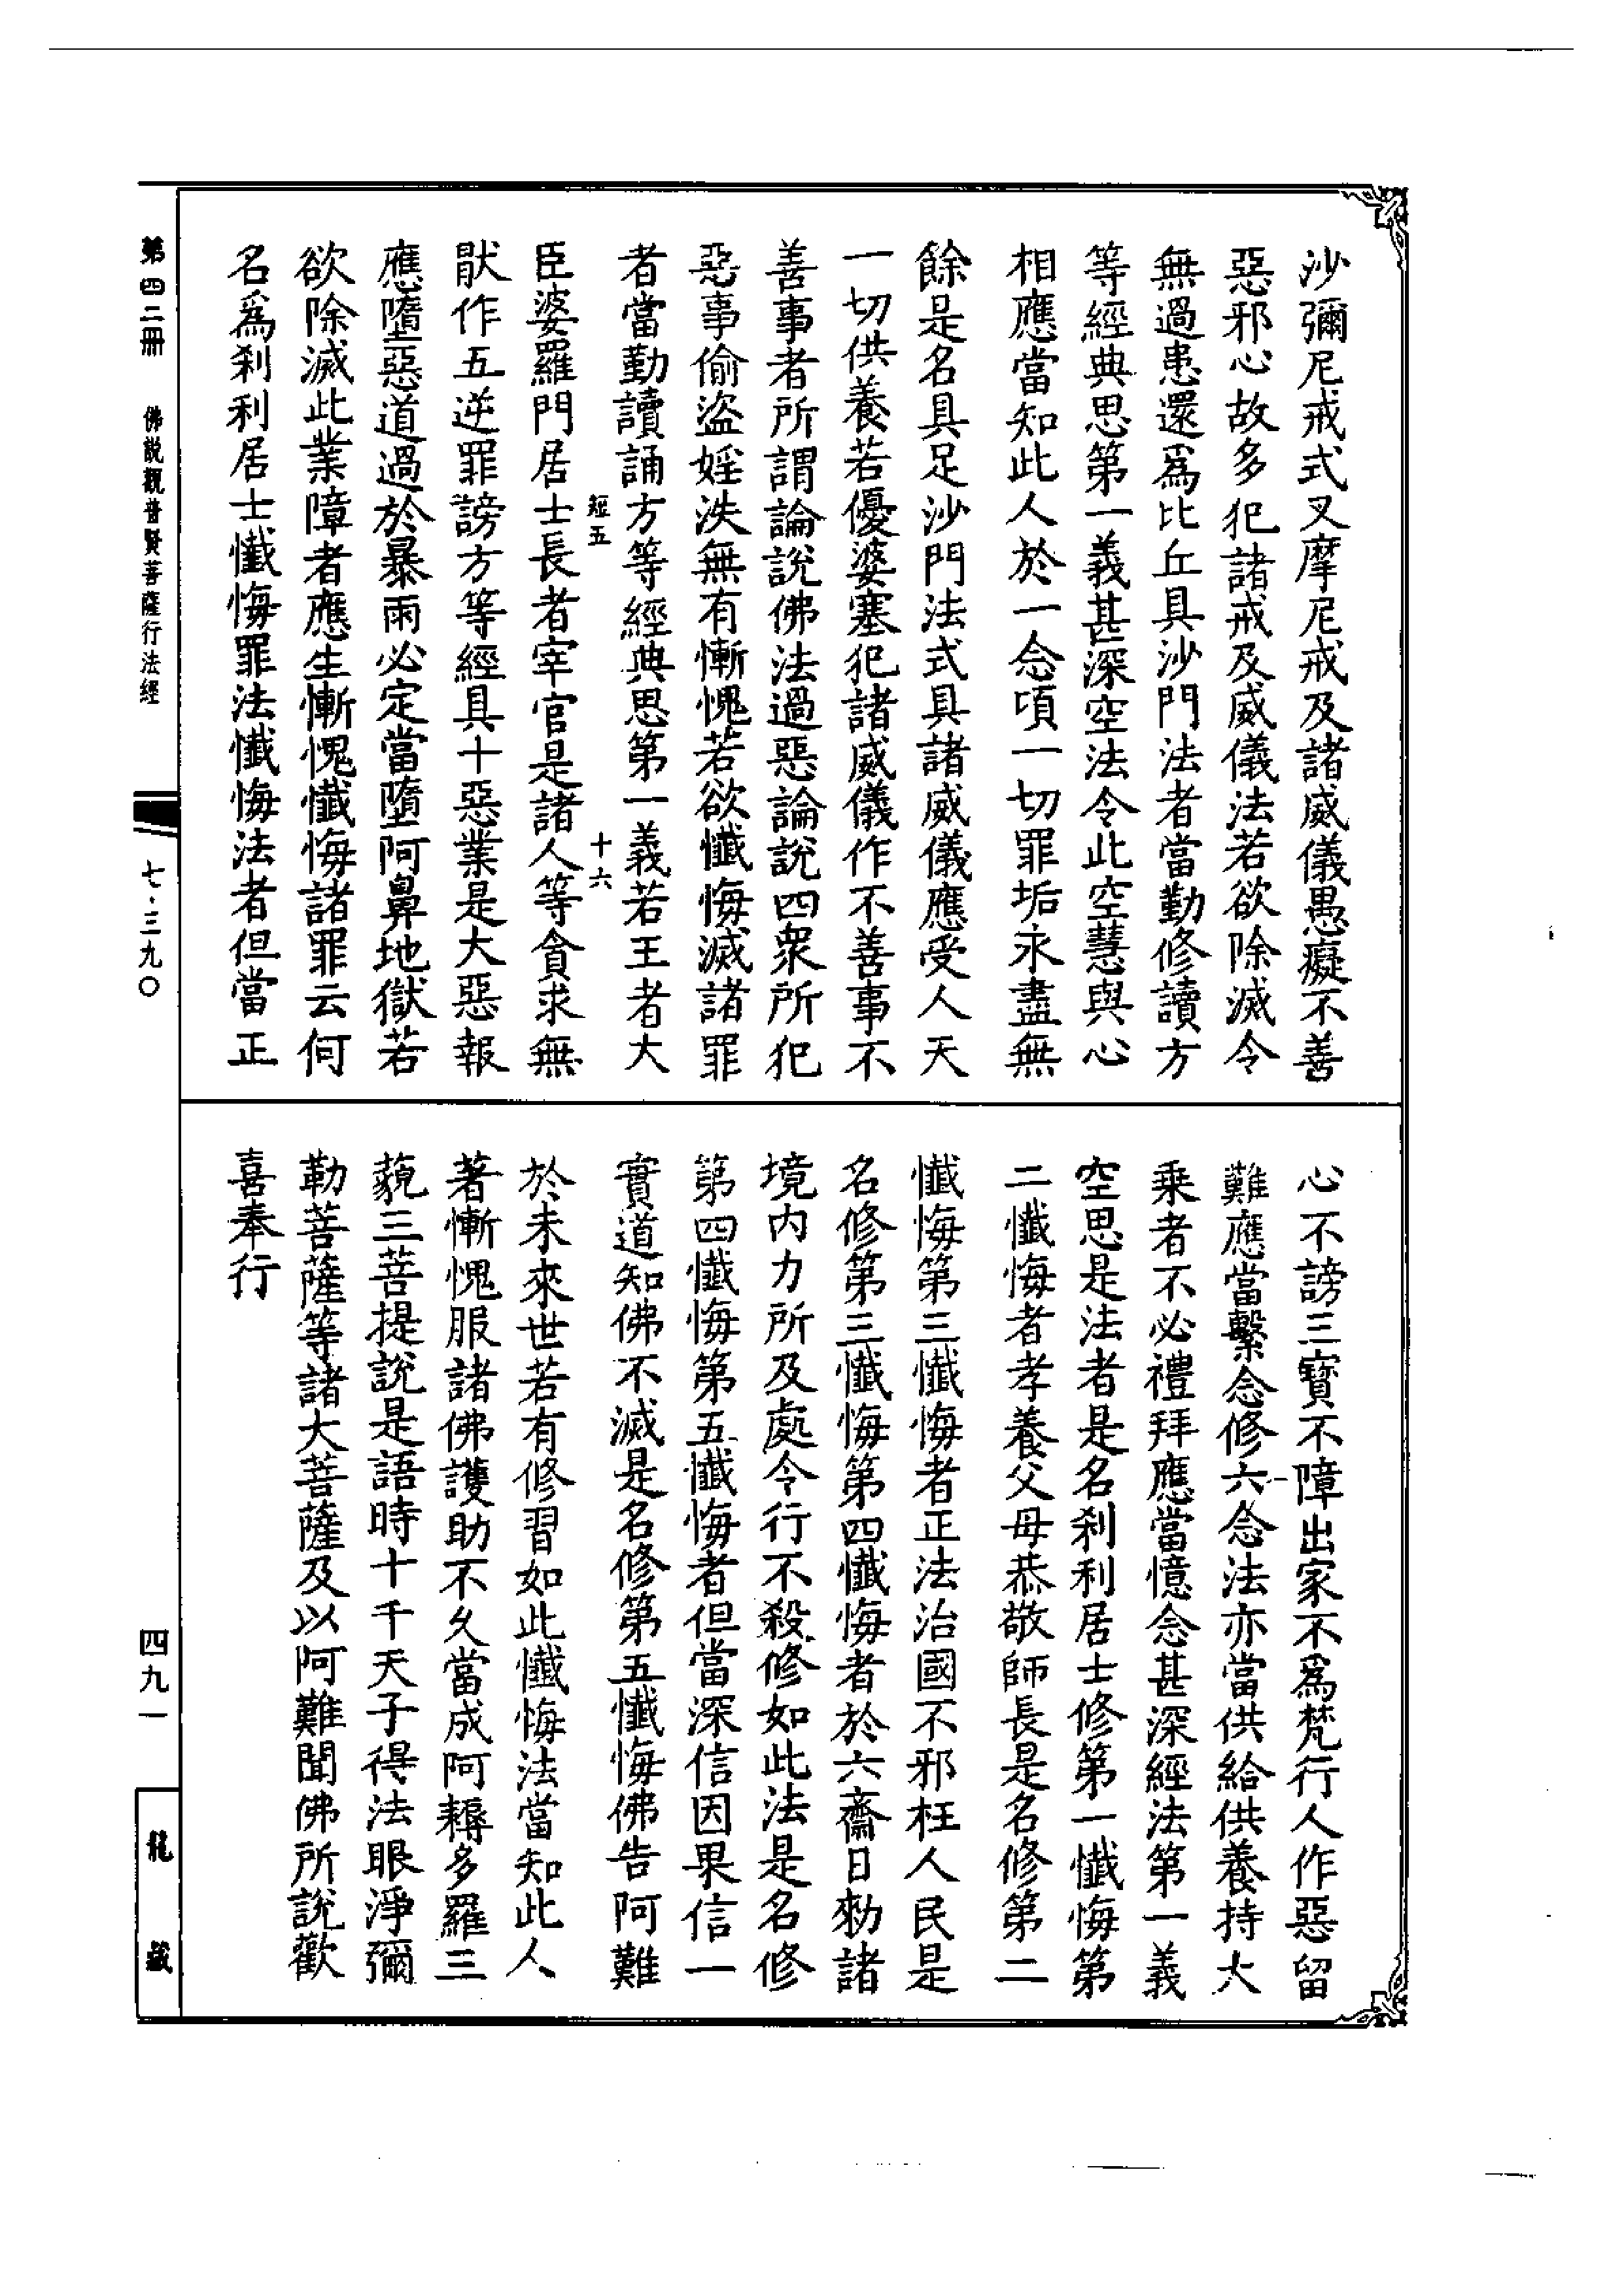 沙彌尼戒式叉摩尼戒及諸威儀愚癡不善
惡邪心故多犯諸戒及威儀法若欲除滅令
無過患還爲比丘具沙門法者當勤修讀方
等經典思第一義甚深空法令此空慧與心
相應當知此人於一念頃一切罪垢永盡無
餘是名具足沙門法式具諸威儀應受人天
一切供養若優婆塞犯諸威儀作不善事不
善事者所謂論說佛法過惡論說四衆所犯
惡事偷盜婬泆無有慚愧若欲懺悔滅諸罪
者當勤讀誦方等經典思第一義若王者大
經五 十六
臣婆羅門居士長者宰官是諸人等貪求無
猒作五逆罪謗方等經具十惡業是大惡報
應墮惡道過於暴雨必定當墮阿鼻地獄若
欲除滅此業障者應生慚愧懺悔諸罪云何
名爲刹利居士懺悔罪法懺悔法者但當正
心不謗三寶不障出家不爲梵行人作惡留
難應當繫念修六念法亦當供給供養持大
乗者不必禮拜應當憶念甚深經法第一義
空思是法者是名刹利居士修第一懺悔第
二懺悔者孝養父母恭敬師長是名修第二
懺悔第三懺悔者正法治國不邪枉人民是
名修第三懺悔第四懺悔者於六齋日勑諸
境内力所及處令行不殺修如此法是名修
第四懺悔第五懺悔者但當深信因果信一
實道知佛不滅是名修第五懺悔佛告阿難
於未來世若有修習如此懺悔法當知此人
著慚愧服諸佛護助不久當成阿耨多羅三
藐三菩提說是語時十千天子得法眼淨彌
勒菩薩等諸大菩薩及以阿難聞佛所說歡
喜奉行
第四二冊 佛說觀普賢菩薩行法經 七·三九〇 四九一 龍藏